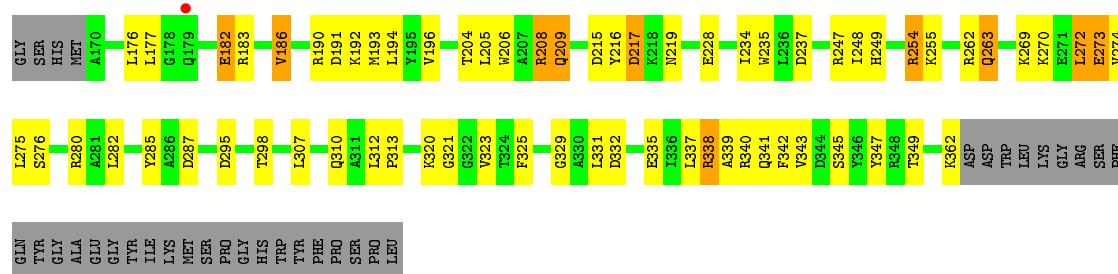 GLY SER HIS MET A170 L176 L177 G178 Q179 E182 R183 V186 R190 D191 K192 M193 L194 Y195 V196 T204 L205 W206 A207 R208 Q209 D215 Y216 D217 K218 N219 E228 I234 W235 L236 D237 R247 I248 H249 R254 K255 R262 Q263 K269 K270 E271 L272 E273 V274
L275 S276 R280 A281 L282 Y285 A286 D287 D295 T298 L307 Q310 A311 L312 P313 K320 G321 G322 V323 T324 F325 G329 A330 L331 D332 E335 I336 L337 R338 A339 R340 Q341 F342 V343 D344 S345 Y346 Y347 R348 T349 K362 ASP ASP TRP LEU LYS GLY ARG SER PHE
GLN TYR GLY ALA GLU GLY TYR ILE LYS MET SER PRO GLY HIS TRP TYR PHE PRO SER PRO LEU